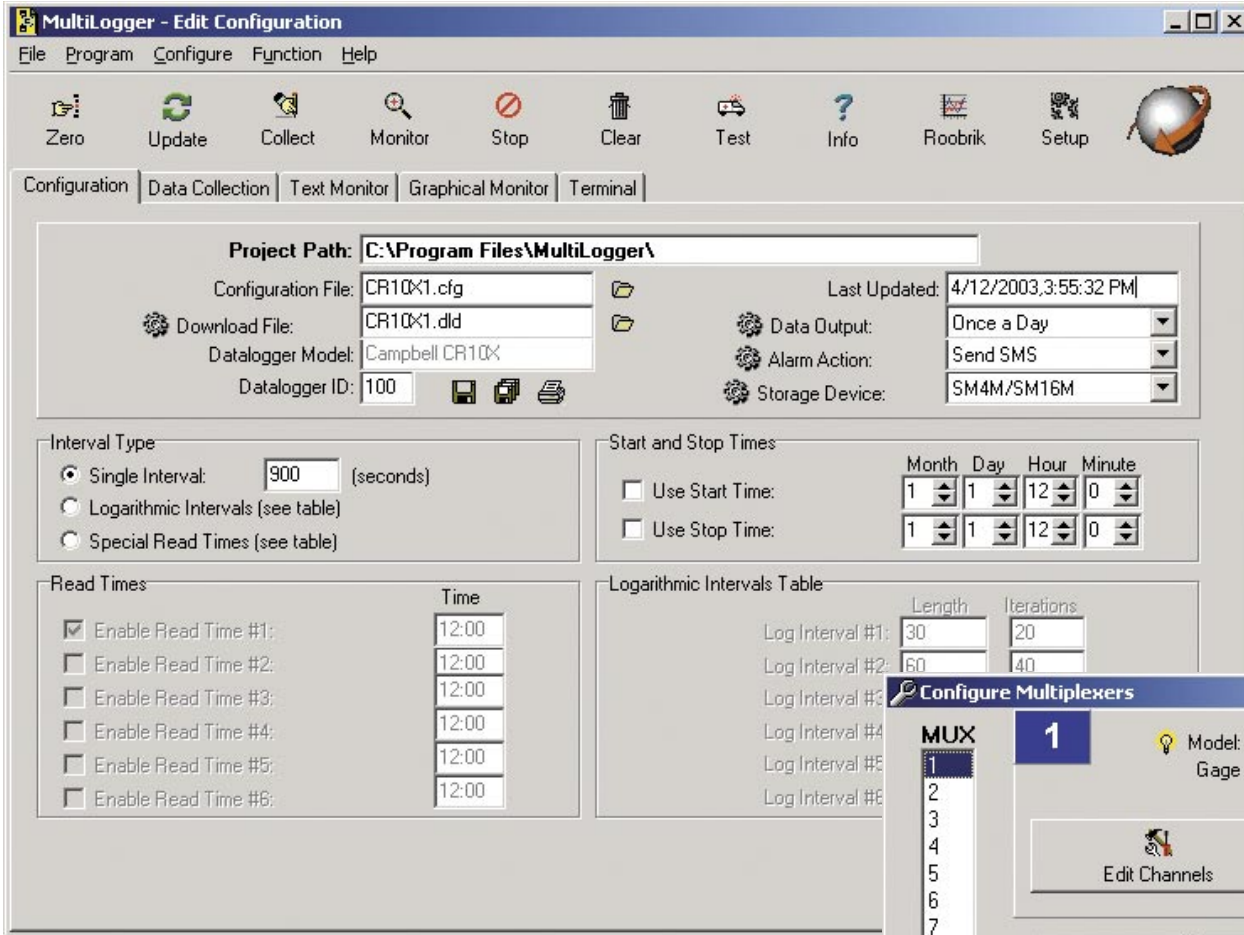 MultiLogger - Edit Configuration
File Program Configure Function Help
Zero Update Collect Monitor Stop Clear Test Info Roobrik Setup
Configuration Data Collection Text Monitor Graphical Monitor Terminal
Project Path: C:\Program Files\MultiLogger\
Configuration File: CR10X1.cfg
Last Updated: 4/12/2003,3:55:32 PM
Download File: CR10X1.dld
Data Output: Once a Day
Datalogger Model: Campbell CR10X
Alarm Action: Send SMS
Datalogger ID: 100
Storage Device: SM4M/SM16M
Interval Type
Single Interval: 900 (seconds)
Logarithmic Intervals (see table)
Special Read Times (see table)
Start and Stop Times
Month Day Hour Minute
Use Start Time: 1 1 12 0
Use Stop Time: 1 1 12 0
Read Times
Time
Enable Read Time #1: 12:00
Enable Read Time #2: 12:00
Enable Read Time #3: 12:00
Enable Read Time #4: 12:00
Enable Read Time #5: 12:00
Enable Read Time #6: 12:00
Logarithmic Intervals Table
Length Iterations
Log Interval #1: 30 20
Log Interval #2: 60 40
Log Interval #3
Log Interval #4
Log Interval #5
Log Interval #6
Configure Multiplexers
MUX
1
2
3
4
5
6
7
1
Model:
Gage
Edit Channels